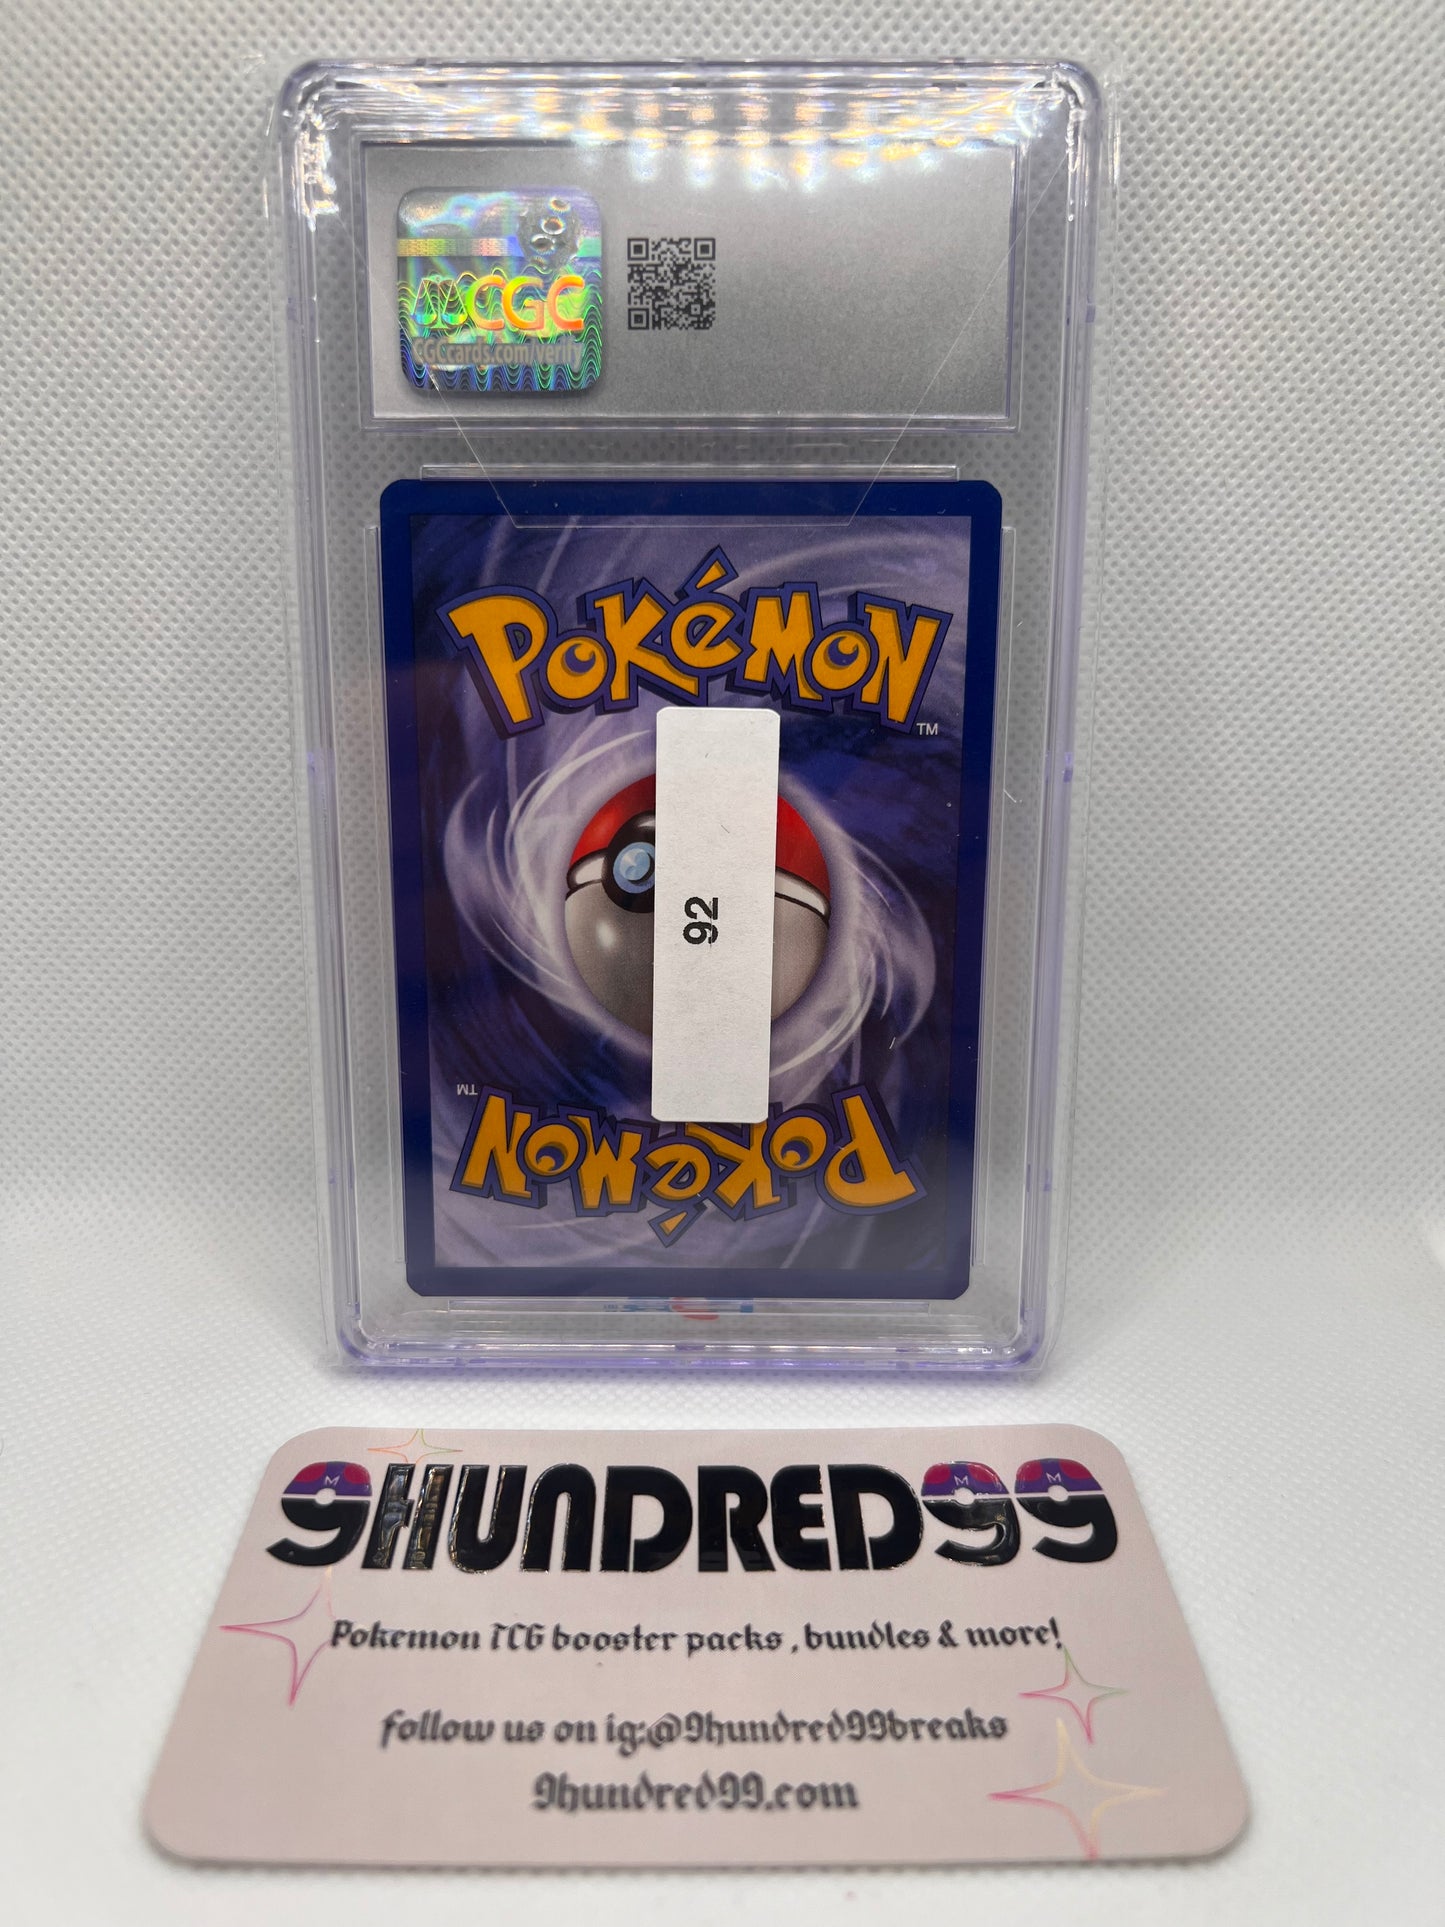 CGC
CGCcards.com/verify
POKéMON
TM
92
TM
POKéMON
9HUNDRED99
Pokemon TCG booster packs, bundles & more!
follow us on ig:@9hundred99breaks
9hundred99.com